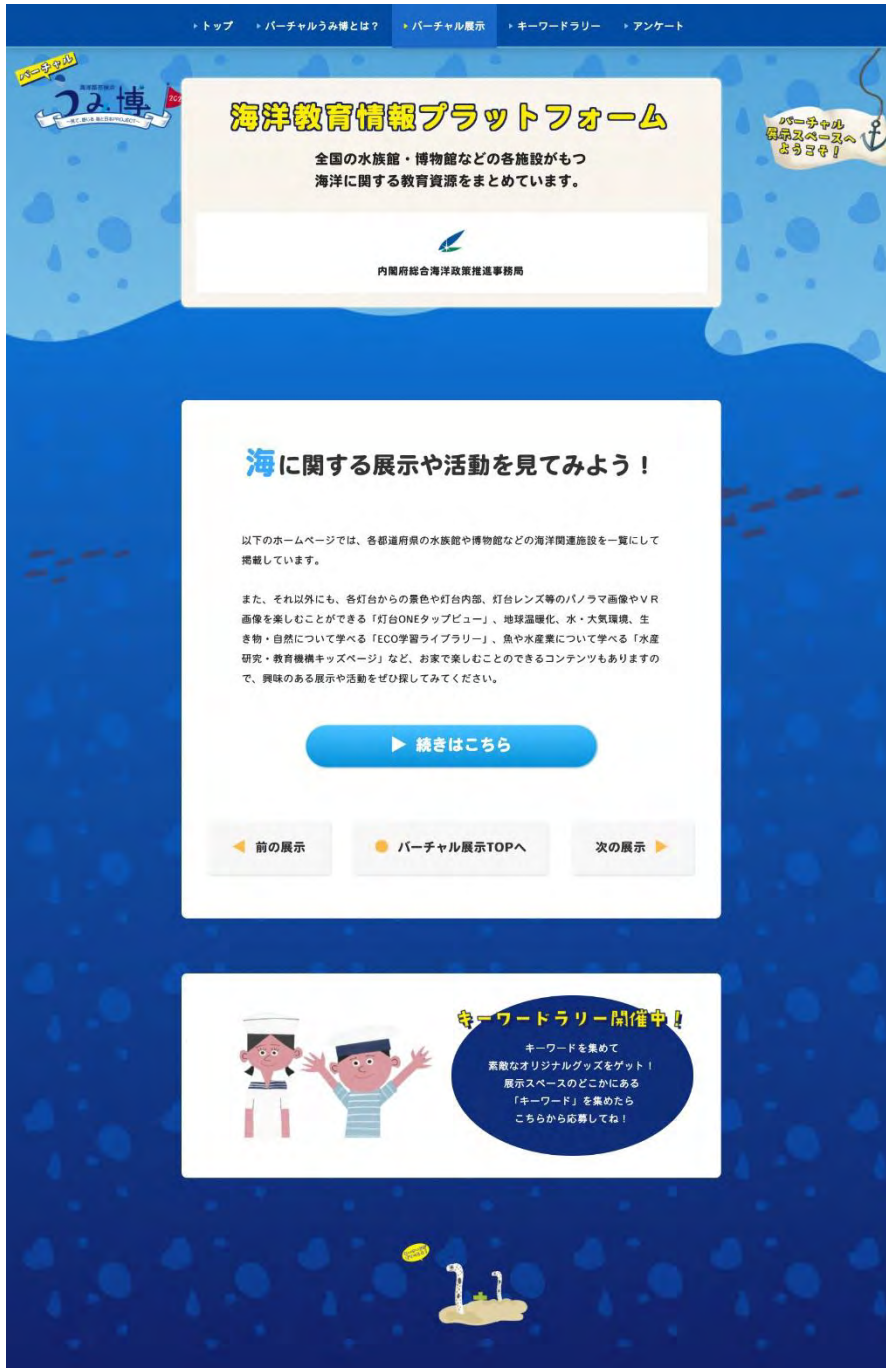 トップ
バーチャルうみ博とは？
バーチャル展示
キーワードラリー
アンケート
バーチャル
うみ博
海洋教育情報プラットフォーム
バーチャル
展示スペースへ
ようこそ！
全国の水族館・博物館などの各施設がもつ
海洋に関する教育資源をまとめています。
内閣府総合海洋政策推進事務局
海に関する展示や活動を見てみよう！
以下のホームページでは、各都道府県の水族館や博物館などの海洋関連施設を一覧にして
掲載しています。
また、それ以外にも、各灯台からの景色や灯台内部、灯台レンズ等のパノラマ画像やＶＲ
画像を楽しむことができる「灯台ONEタップビュー」、地球温暖化、水・大気環境、生
き物・自然について学べる「ECO学習ライブラリー」、魚や水産業について学べる「水産
研究・教育機構キッズページ」など、お家で楽しむことのできるコンテンツもありますの
で、興味のある展示や活動をぜひ探してみてください。
続きはこちら
前の展示
バーチャル展示TOPへ
次の展示
キーワードラリー開催中！
キーワードを集めて
素敵なオリジナルグッズをゲット！
展示スペースのどこかにある
「キーワード」を集めたら
こちらから応募してね！